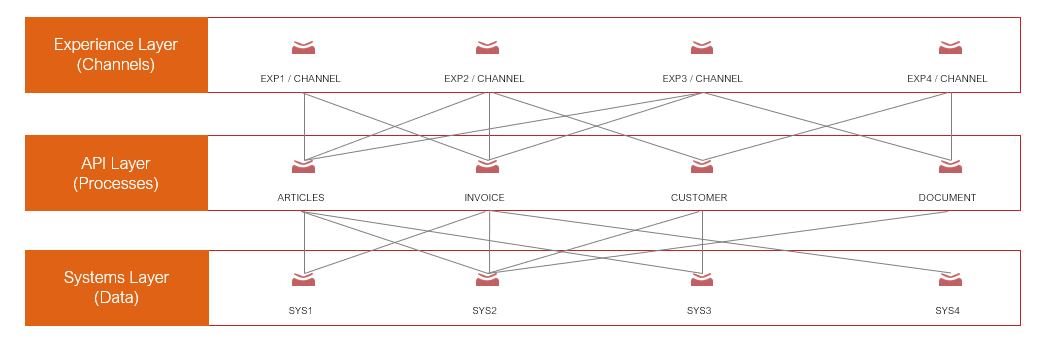 Experience Layer
(Channels)
EXP1 / CHANNEL
EXP2 / CHANNEL
EXP3 / CHANNEL
EXP4 / CHANNEL
API Layer
(Processes)
ARTICLES
INVOICE
CUSTOMER
DOCUMENT
Systems Layer
(Data)
SYS1
SYS2
SYS3
SYS4